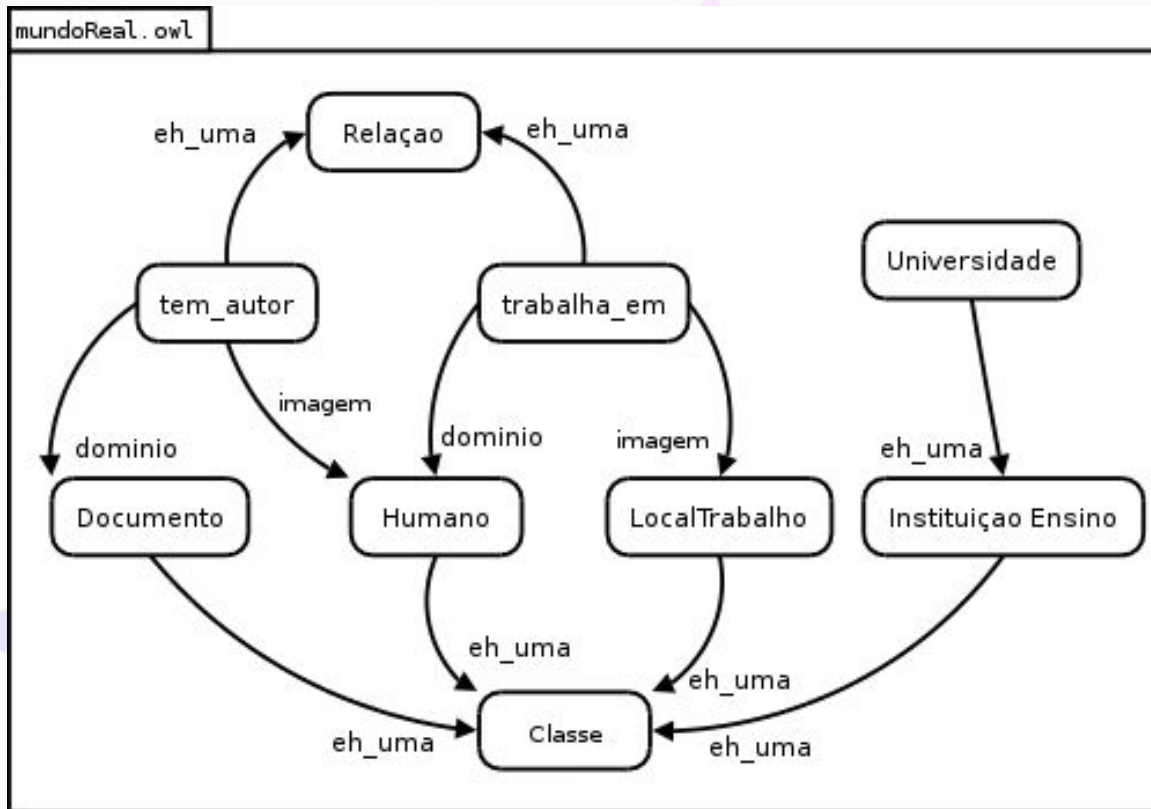 mundoReal.owl
Relaçao
eh_uma
eh_uma
Universidade
tem_autor
trabalha_em
imagem
dominio
dominio
imagem
eh_uma
Documento
Humano
LocalTrabalho
Instituiçao Ensino
eh_uma
eh_uma
eh_uma
eh_uma
Classe